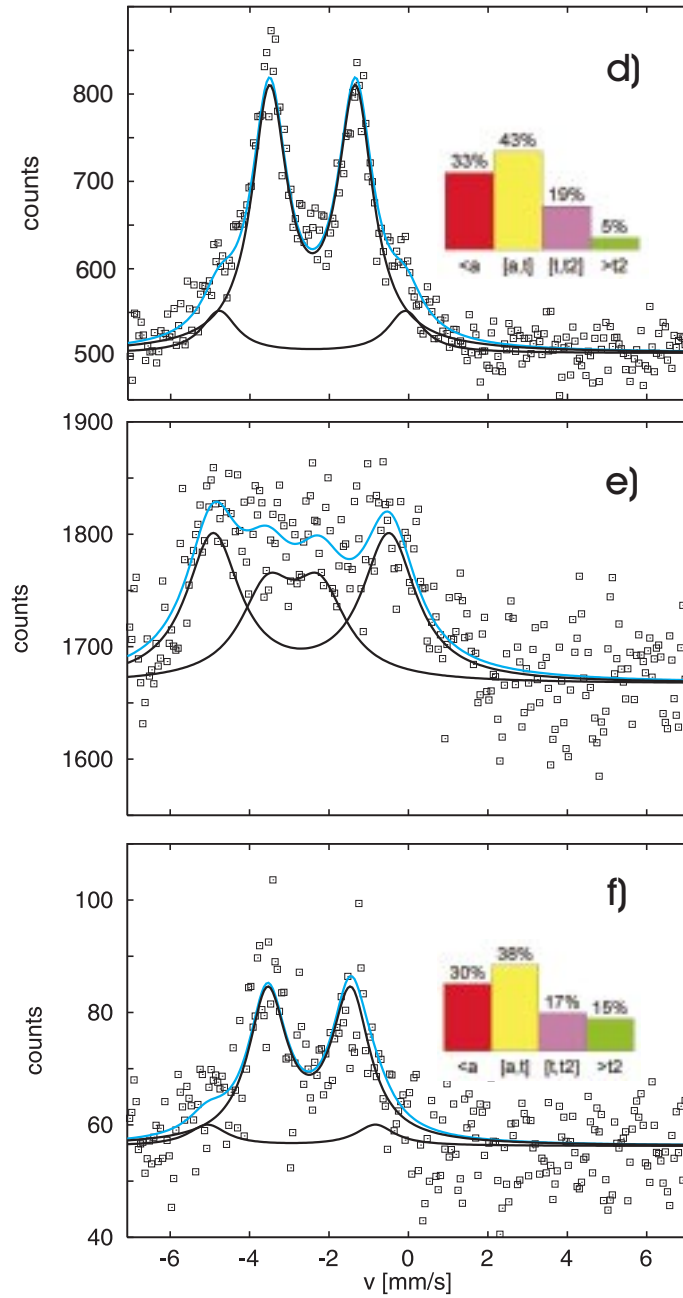 d)
800
43%
33%
700
counts
19%
5%
600
<a [a,t] [t,t2] >t2
500
1900
e)
1800
counts
1700
1600
f)
100
38%
30%
80
17% 15%
counts
<a [a,t] [t,t2] >t2
60
40
-6 -4 -2 0 2 4 6
v [mm/s]